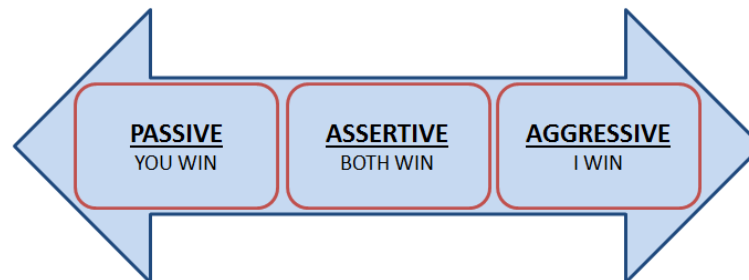 PASSIVE
YOU WIN
ASSERTIVE
BOTH WIN
AGGRESSIVE
I WIN